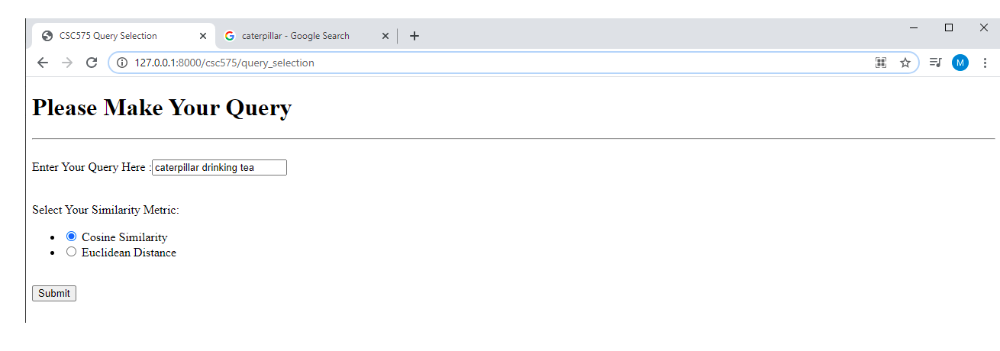 CSC575 Query Selection
caterpillar - Google Search
127.0.0.1:8000/csc575/query_selection
M
Please Make Your Query
Enter Your Query Here : caterpillar drinking tea
Select Your Similarity Metric:
Cosine Similarity
Euclidean Distance
Submit